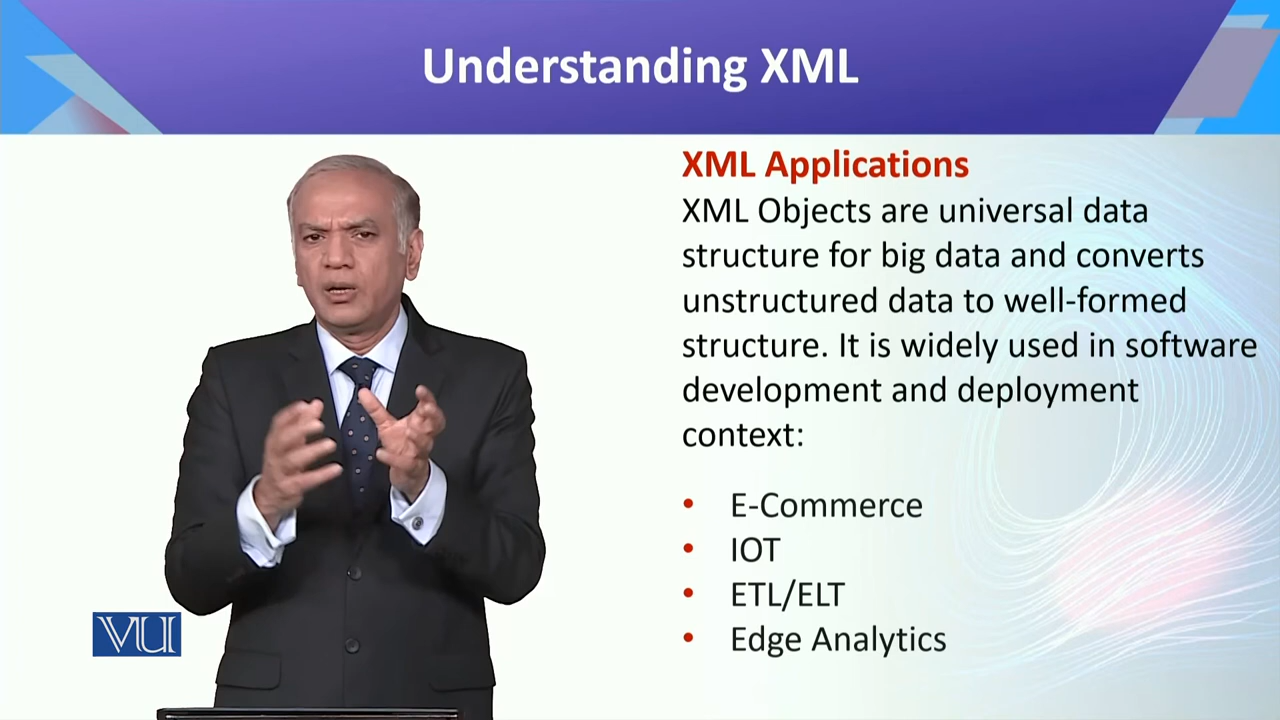 Understanding XML
XML Applications
XML Objects are universal data
structure for big data and converts
unstructured data to well-formed
structure. It is widely used in software
development and deployment
context:
• E-Commerce
• IOT
• ETL/ELT
• Edge Analytics
VU